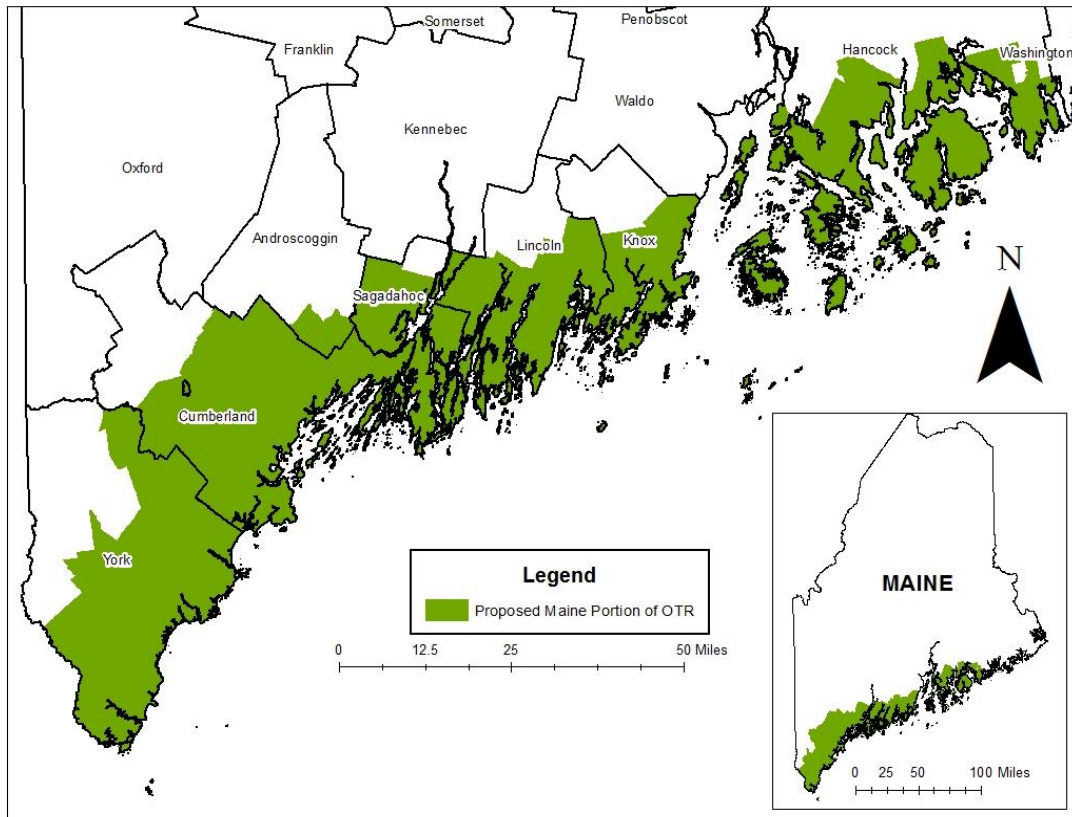 Somerset
Penobscot
Franklin
Hancock
Washington
Waldo
Kennebec
Oxford
Androscoggin
Lincoln
Knox
Sagadahoc
Cumberland
York
N
Legend
Proposed Maine Portion of OTR
0 12.5 25 50 Miles
MAINE
0 25 50 100 Miles